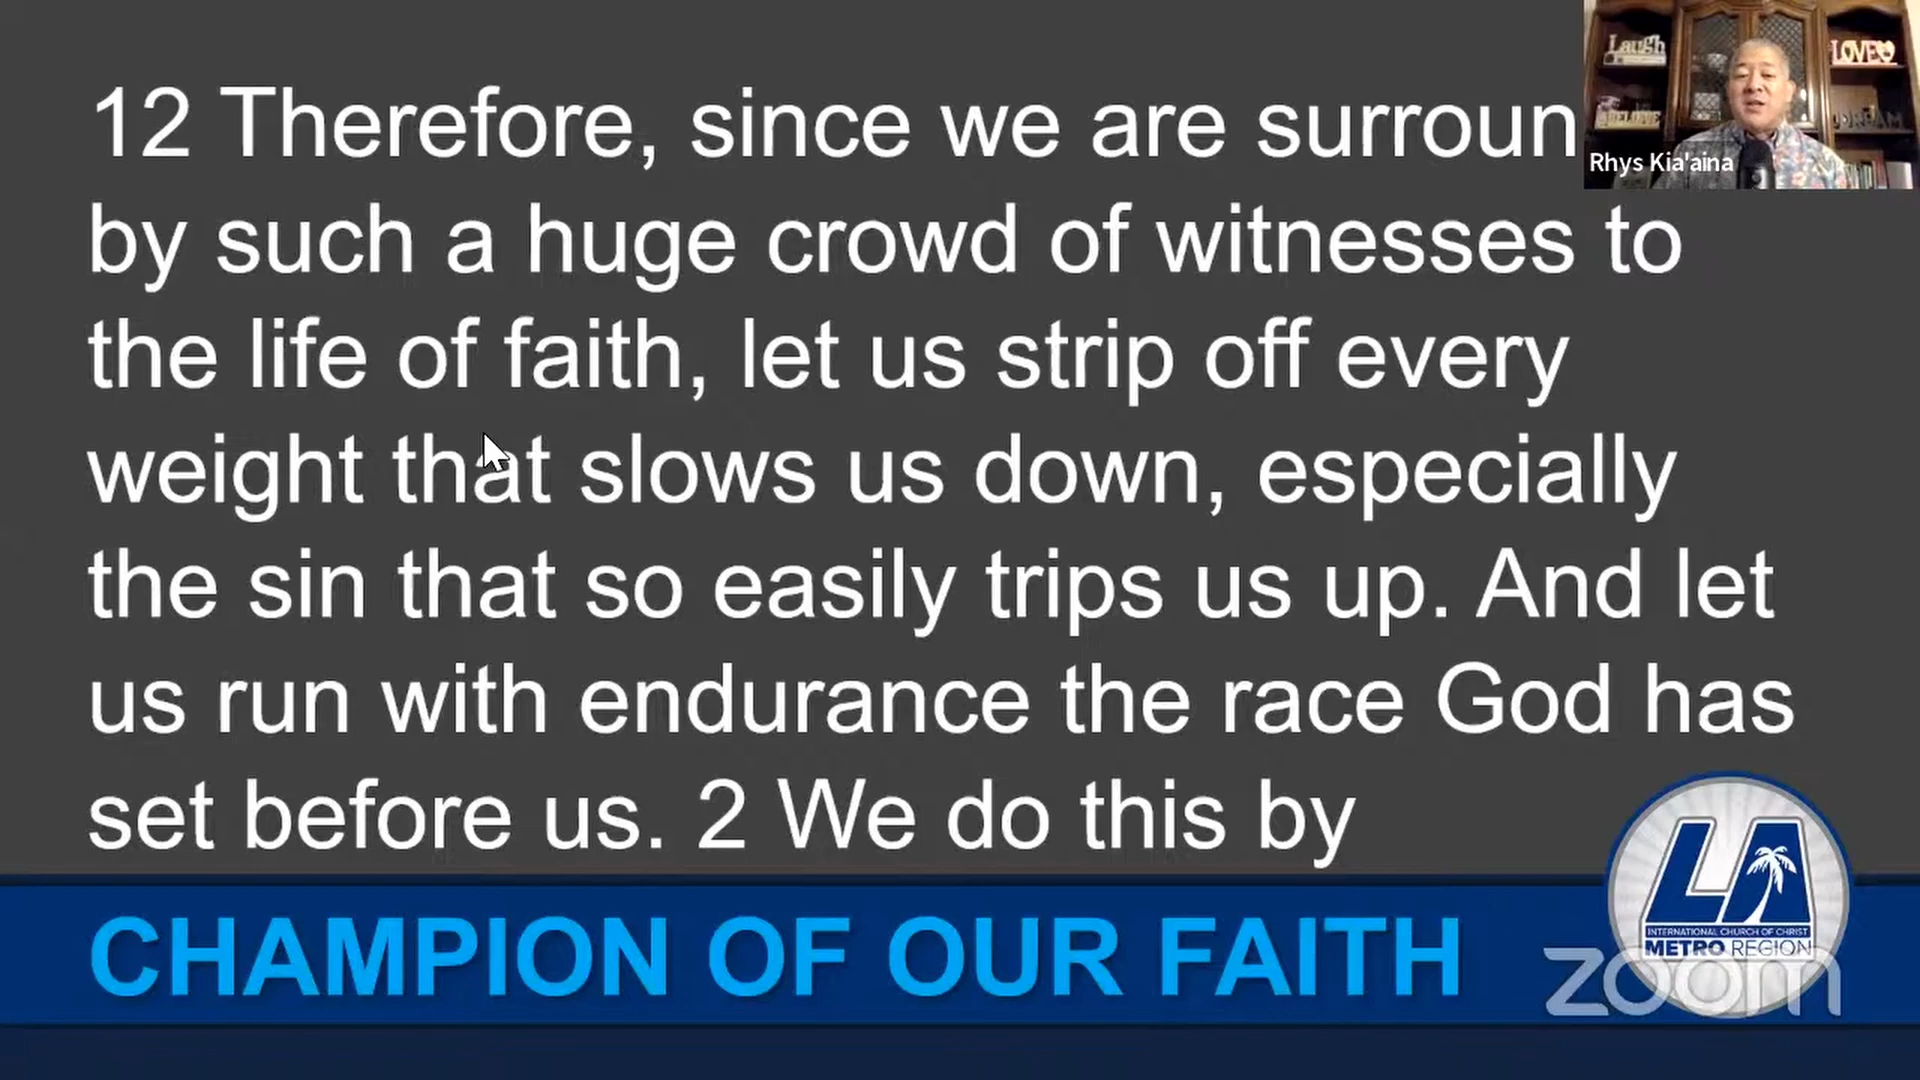 12 Therefore, since we are surroun
by such a huge crowd of witnesses to
the life of faith, let us strip off every
weight that slows us down, especially
the sin that so easily trips us up. And let
us run with endurance the race God has
set before us. 2 We do this by
CHAMPION OF OUR FAITH
Laugh
LOVE
DREAM
Rhys Kia'aina
LA
INTERNATIONAL CHURCH OF CHRIST
METRO REGION
zoom